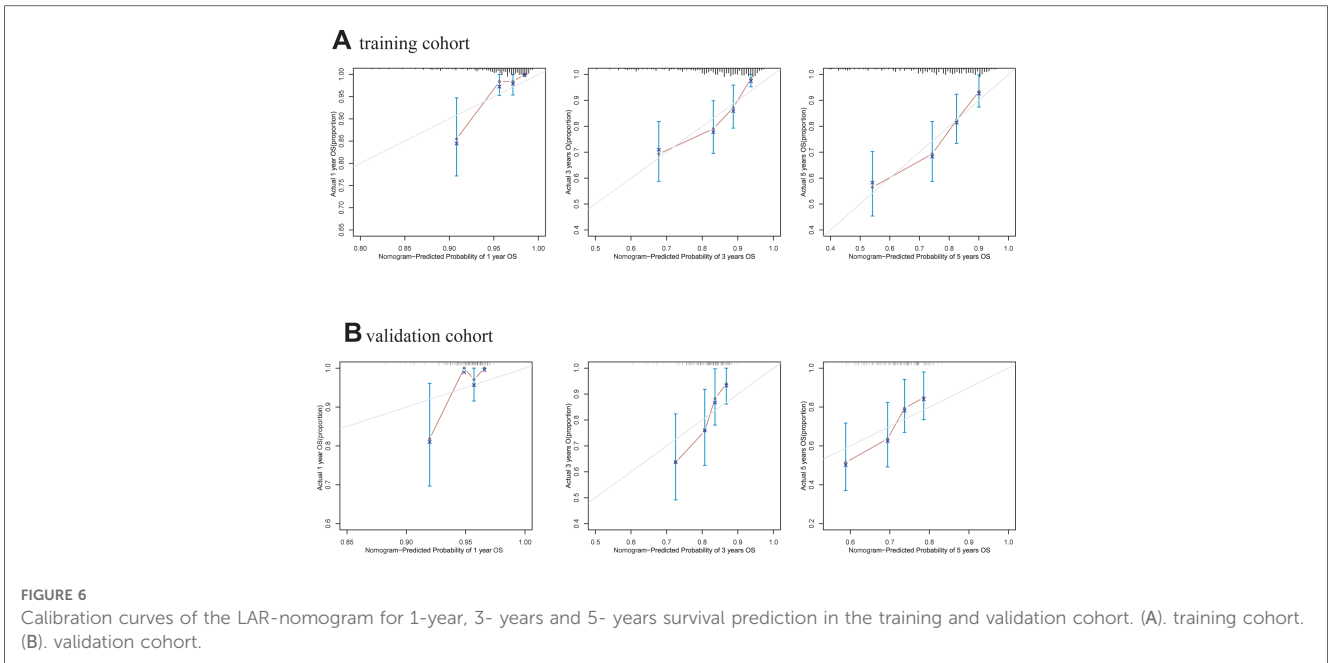 A training cohort
Actual 1 year OS(proportion)
0.65 0.70 0.75 0.80 0.85 0.90 0.95 1.00
0.80 0.85 0.90 0.95 1.00
Nomogram−Predicted Probability of 1 year OS
Actual 3 years O(proportion)
0.4 0.5 0.6 0.7 0.8 0.9 1.0
0.5 0.6 0.7 0.8 0.9 1.0
Nomogram−Predicted Probability of 3 years OS
Actual 5 years OS(proportion)
0.4 0.5 0.6 0.7 0.8 0.9 1.0
0.4 0.5 0.6 0.7 0.8 0.9 1.0
Nomogram−Predicted Probability of 5 years OS
B validation cohort
Actual 1 year OS(proportion)
0.6 0.7 0.8 0.9 1.0
0.85 0.90 0.95 1.00
Nomogram−Predicted Probability of 1 year OS
Actual 3 years O(proportion)
0.4 0.5 0.6 0.7 0.8 0.9 1.0
0.5 0.6 0.7 0.8 0.9 1.0
Nomogram−Predicted Probability of 3 years OS
Actual 5 years OS(proportion)
0.2 0.4 0.6 0.8 1.0
0.6 0.7 0.8 0.9 1.0
Nomogram−Predicted Probability of 5 years OS
FIGURE 6
Calibration curves of the LAR-nomogram for 1-year, 3- years and 5- years survival prediction in the training and validation cohort. (A). training cohort.
(B). validation cohort.